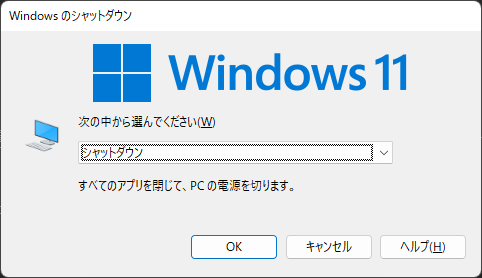 Windows のシャットダウン
Windows 11
次の中から選んでください(W)
シャットダウン
すべてのアプリを閉じて、PC の電源を切ります。
OK
キャンセル
ヘルプ(H)